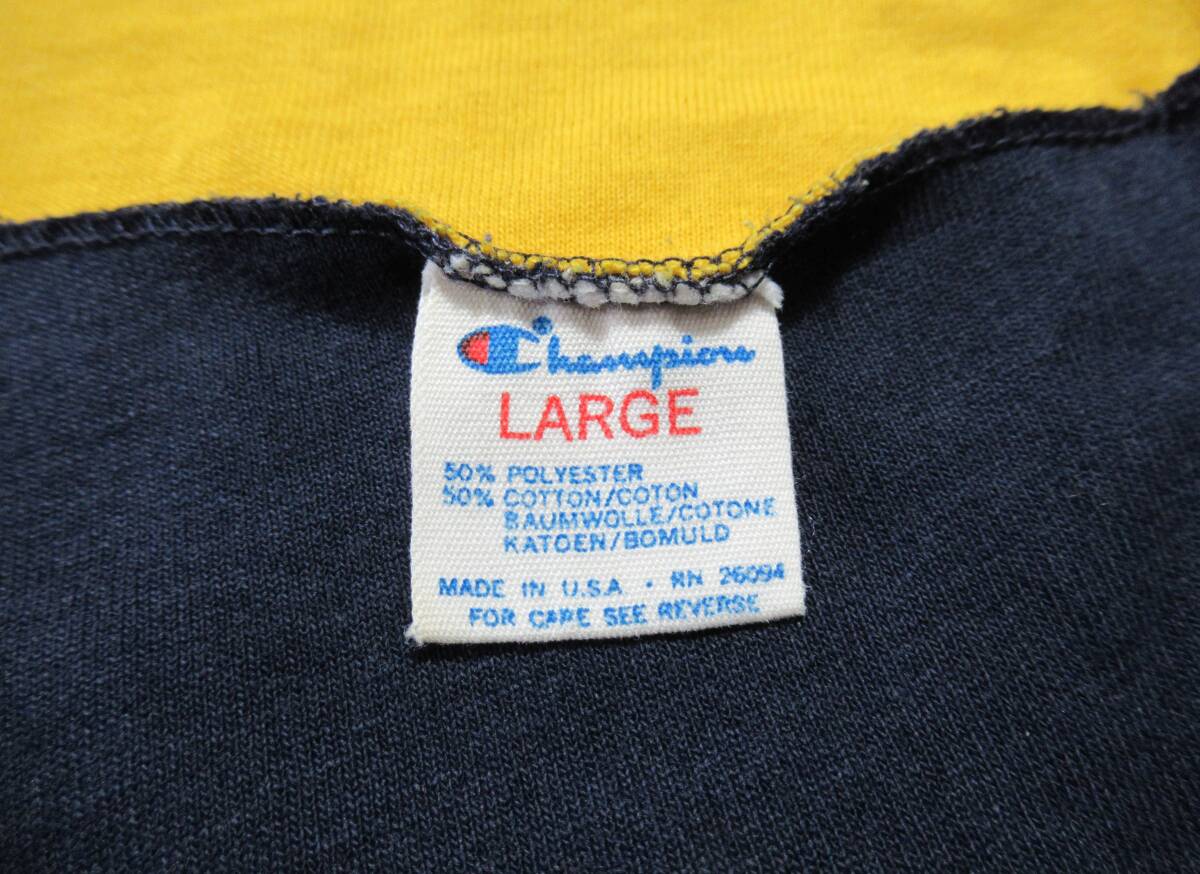 Champion
LARGE
50% POLYESTER
50% COTTON/COTON
BAUMWOLLE/COTONE
KATOEN/BOMULD
MADE IN U.S.A · RN 26094
FOR CARE SEE REVERSE